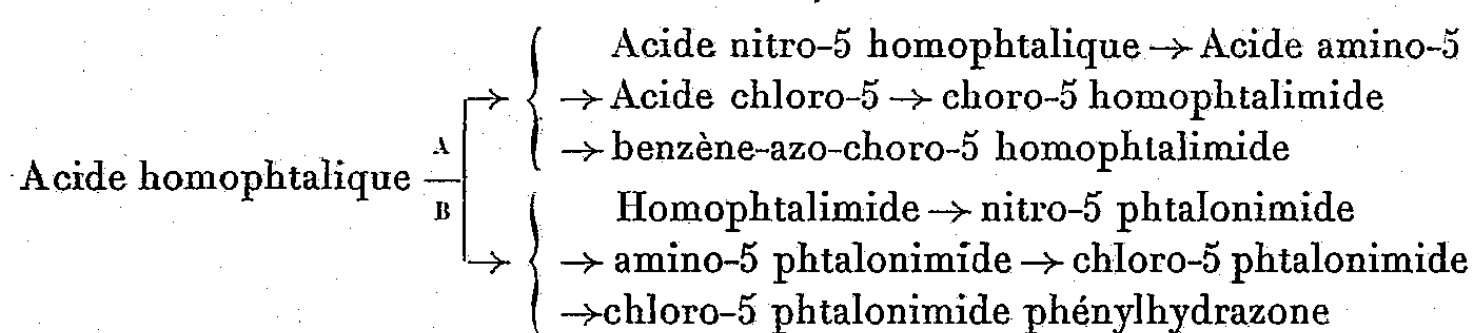 Acide nitro-5 homophtalique → Acide amino-5
→ Acide chloro-5 → choro-5 homophtalimide
→ benzène-azo-choro-5 homophtalimide
Acide homophtalique
A
B
Homophtalimide → nitro-5 phtalonimide
→ amino-5 phtalonimide → chloro-5 phtalonimide
→ chloro-5 phtalonimide phénylhydrazone